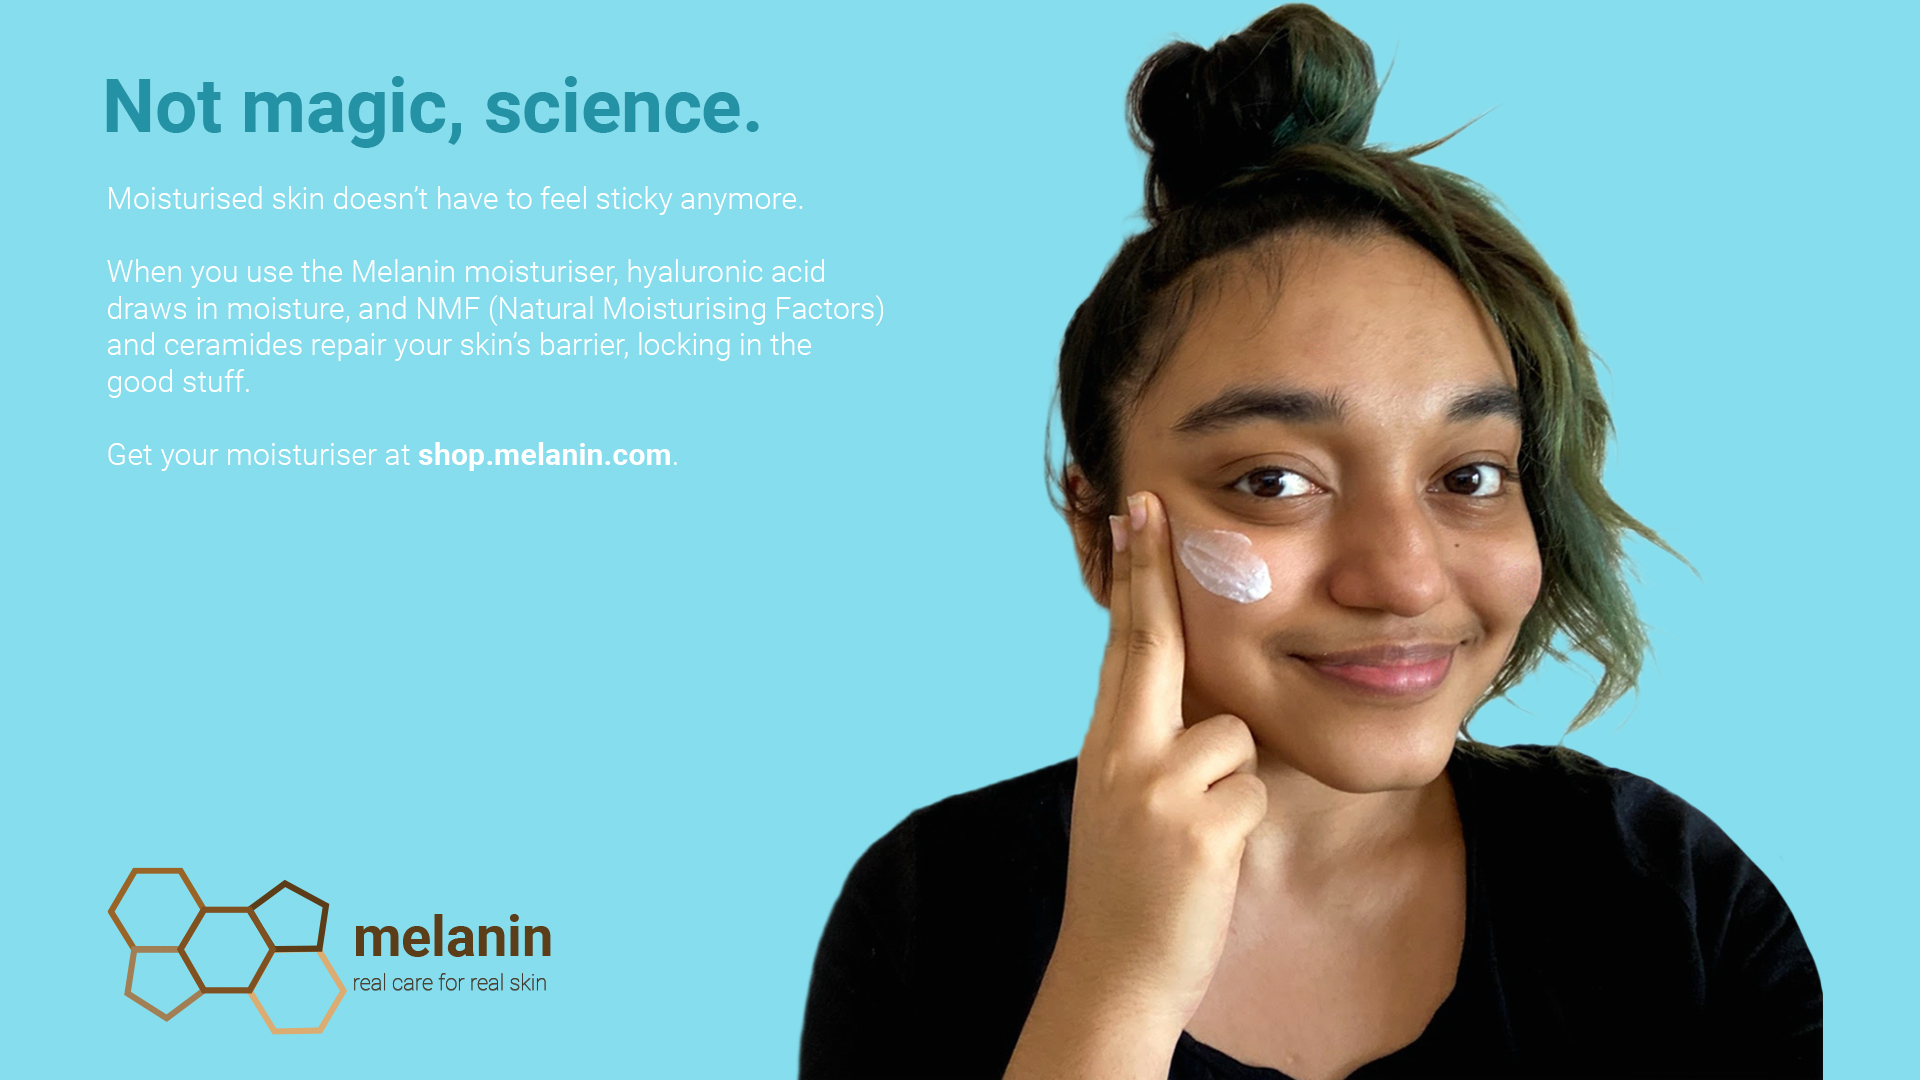 Not magic, science.
Moisturised skin doesn’t have to feel sticky anymore.
When you use the Melanin moisturiser, hyaluronic acid
draws in moisture, and NMF (Natural Moisturising Factors)
and ceramides repair your skin’s barrier, locking in the
good stuff.
Get your moisturiser at shop.melanin.com.
melanin
real care for real skin